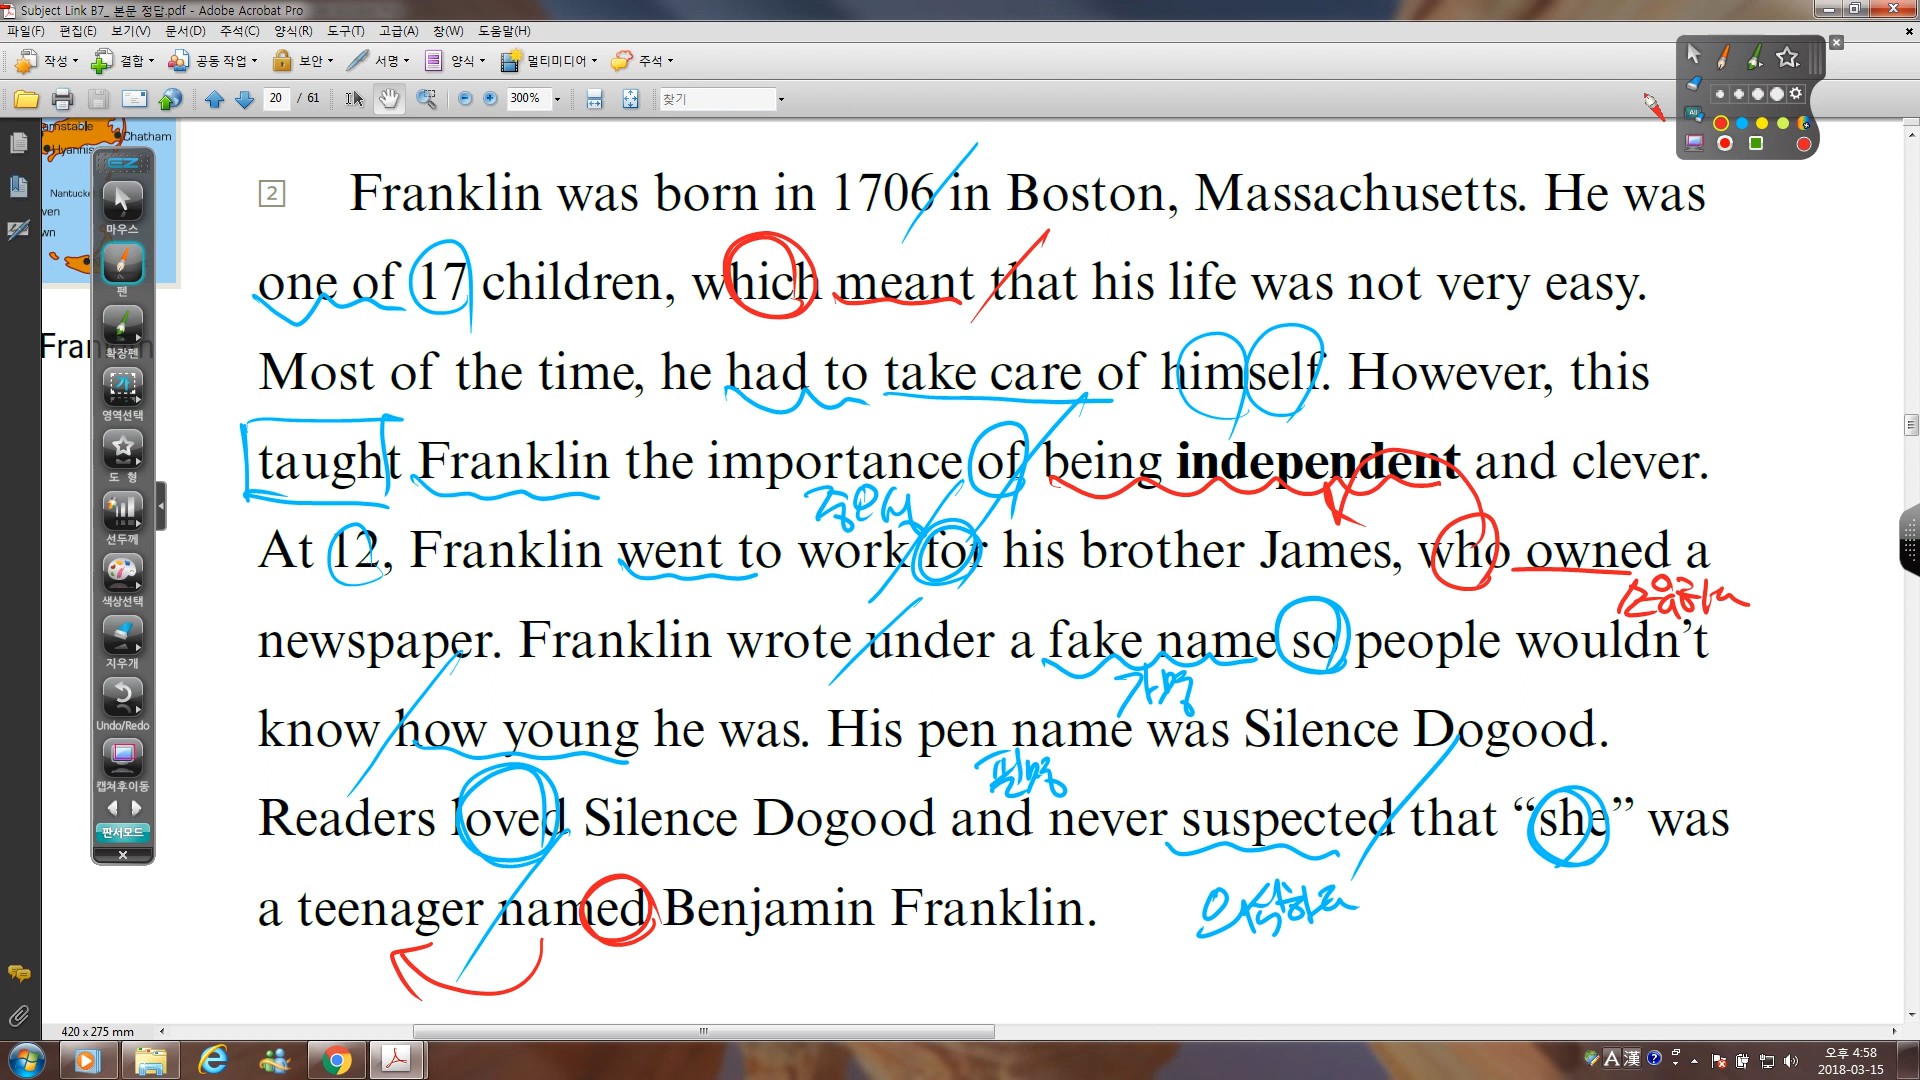 Subject Link B7_ 본문 정답.pdf - Adobe Acrobat Pro
파일(F) 편집(E) 보기(V) 문서(D) 주석(C) 양식(R) 도구(T) 고급(A) 창(W) 도움말(H)
작성 결합 공동 작업 보안 서명 양식 멀티미디어 주석
20 / 61 300% 찾기
Chatham
Hyannis
Nantucket
EZ
마우스
펜
확장펜
영역선택
도 형
선두께
색상선택
지우개
Undo/Redo
캡쳐후이동
판서모드
2 Franklin was born in 1706 in Boston, Massachusetts. He was
one of 17 children, which meant that his life was not very easy.
Most of the time, he had to take care of himself. However, this
taught Franklin the importance of being independent and clever.
중요성
At 12, Franklin went to work for his brother James, who owned a
소유하다
newspaper. Franklin wrote under a fake name so people wouldn't
가명
know how young he was. His pen name was Silence Dogood.
필명
Readers loved Silence Dogood and never suspected that “she” was
의심하다
a teenager named Benjamin Franklin.
420 x 275 mm
A 漢
오후 4:58
2018-03-15